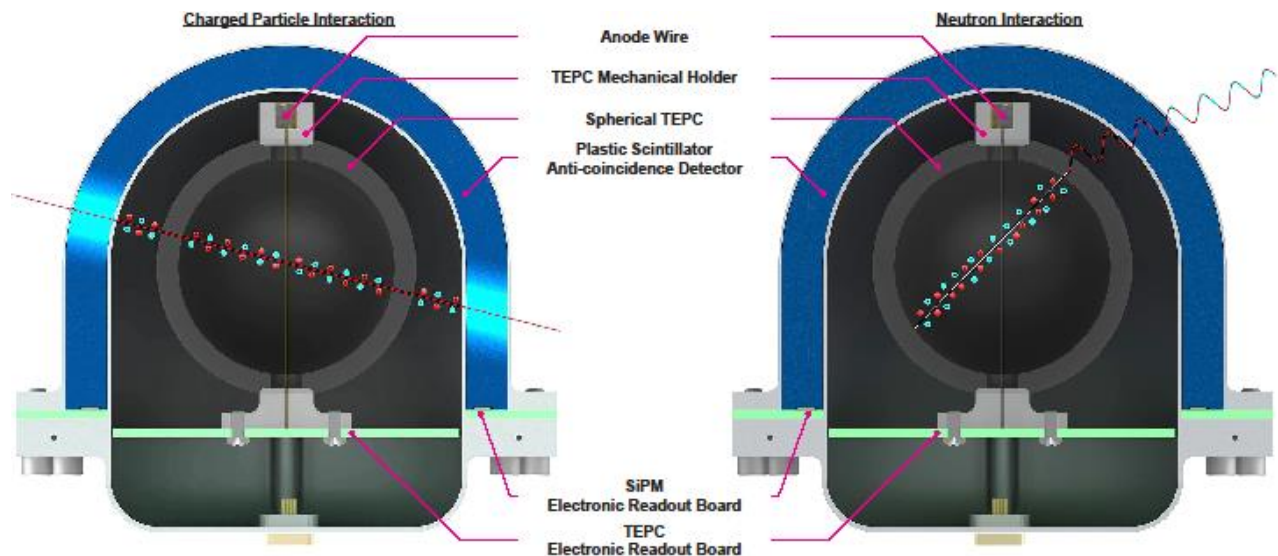 Charged Particle Interaction
Neutron Interaction
Anode Wire
TEPC Mechanical Holder
Spherical TEPC
Plastic Scintillator
Anti-coincidence Detector
SiPM
Electronic Readout Board
TEPC
Electronic Readout Board